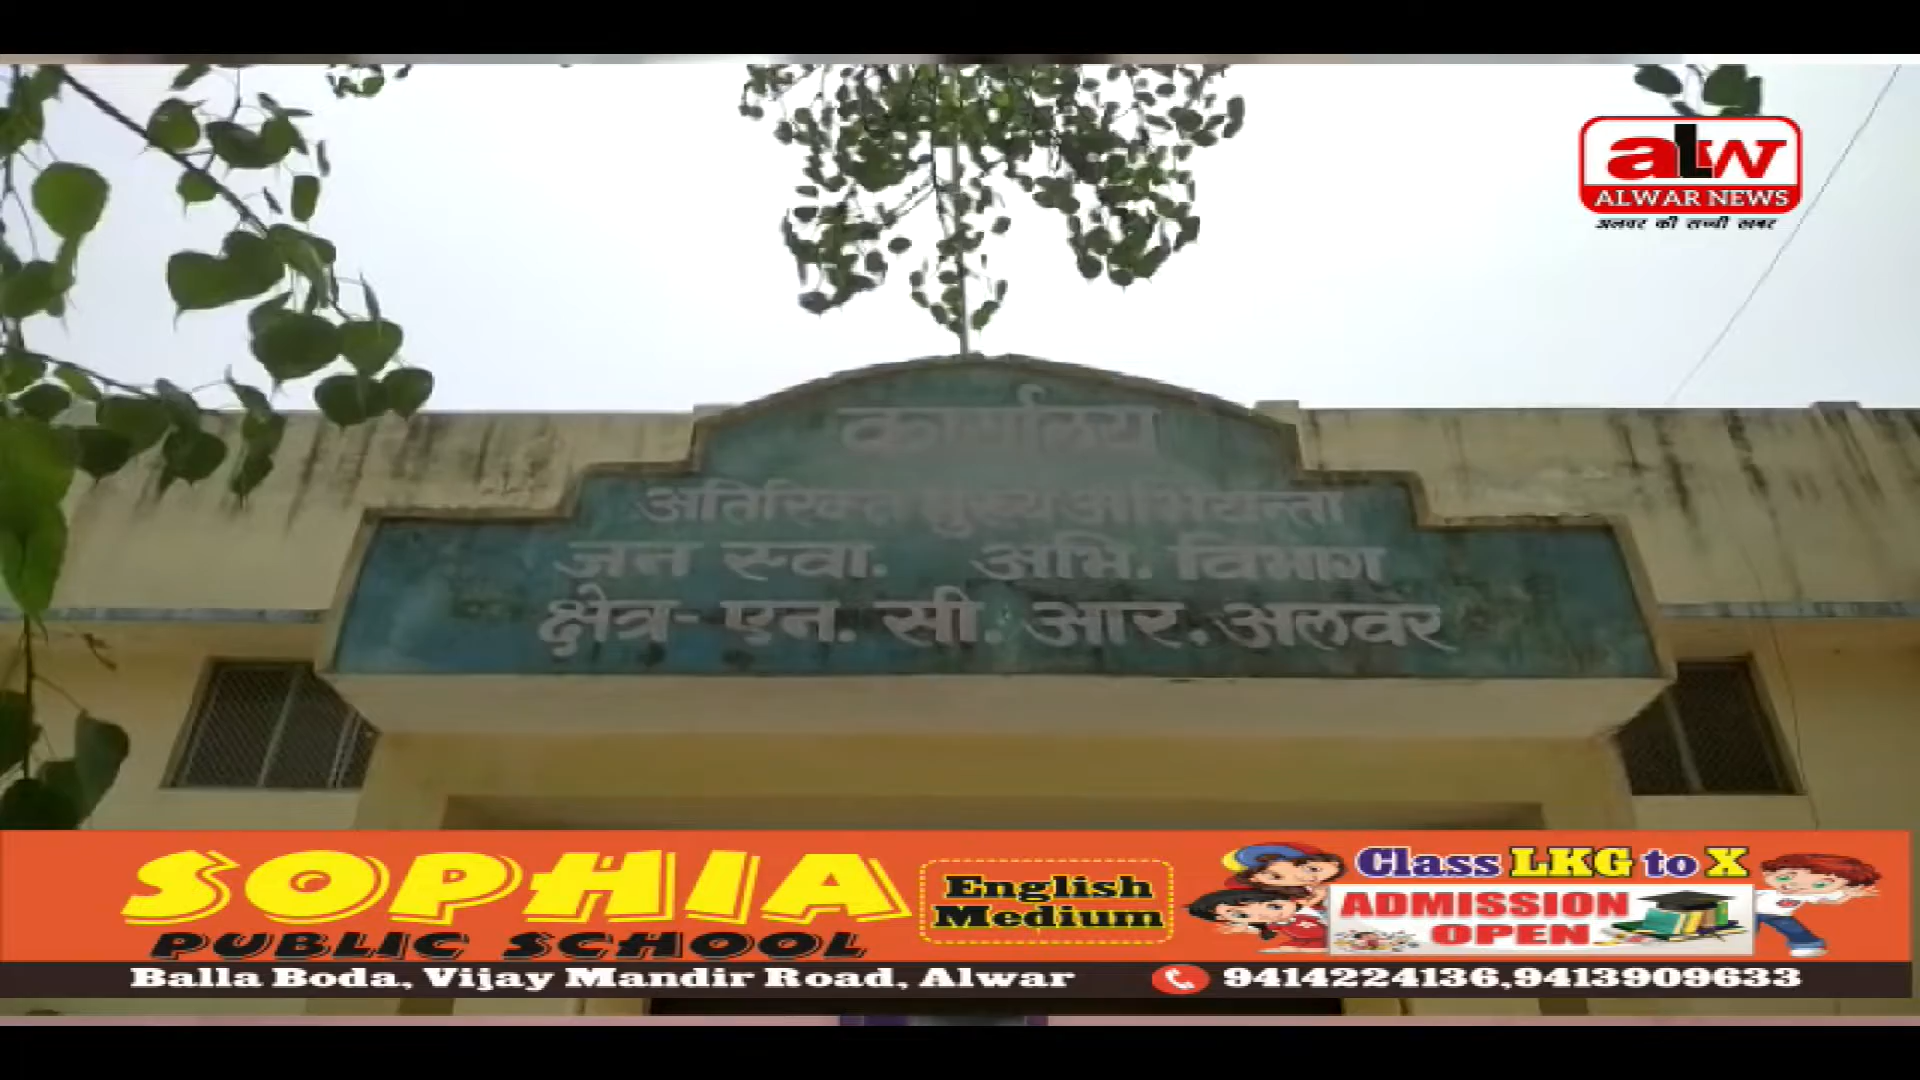 aLw
ALWAR NEWS
अलवर की सच्ची खबर
कार्यालय
अतिरिक्त मुख्य अभियन्ता
जन स्वा. अभि. विभाग
क्षेत्र- एन. सी. आर. अलवर
SOPHIA
PUBLIC SCHOOL
English
Medium
Class LKG to X
ADMISSION
OPEN
Balla Boda, Vijay Mandir Road, Alwar
9414224136,9413909633